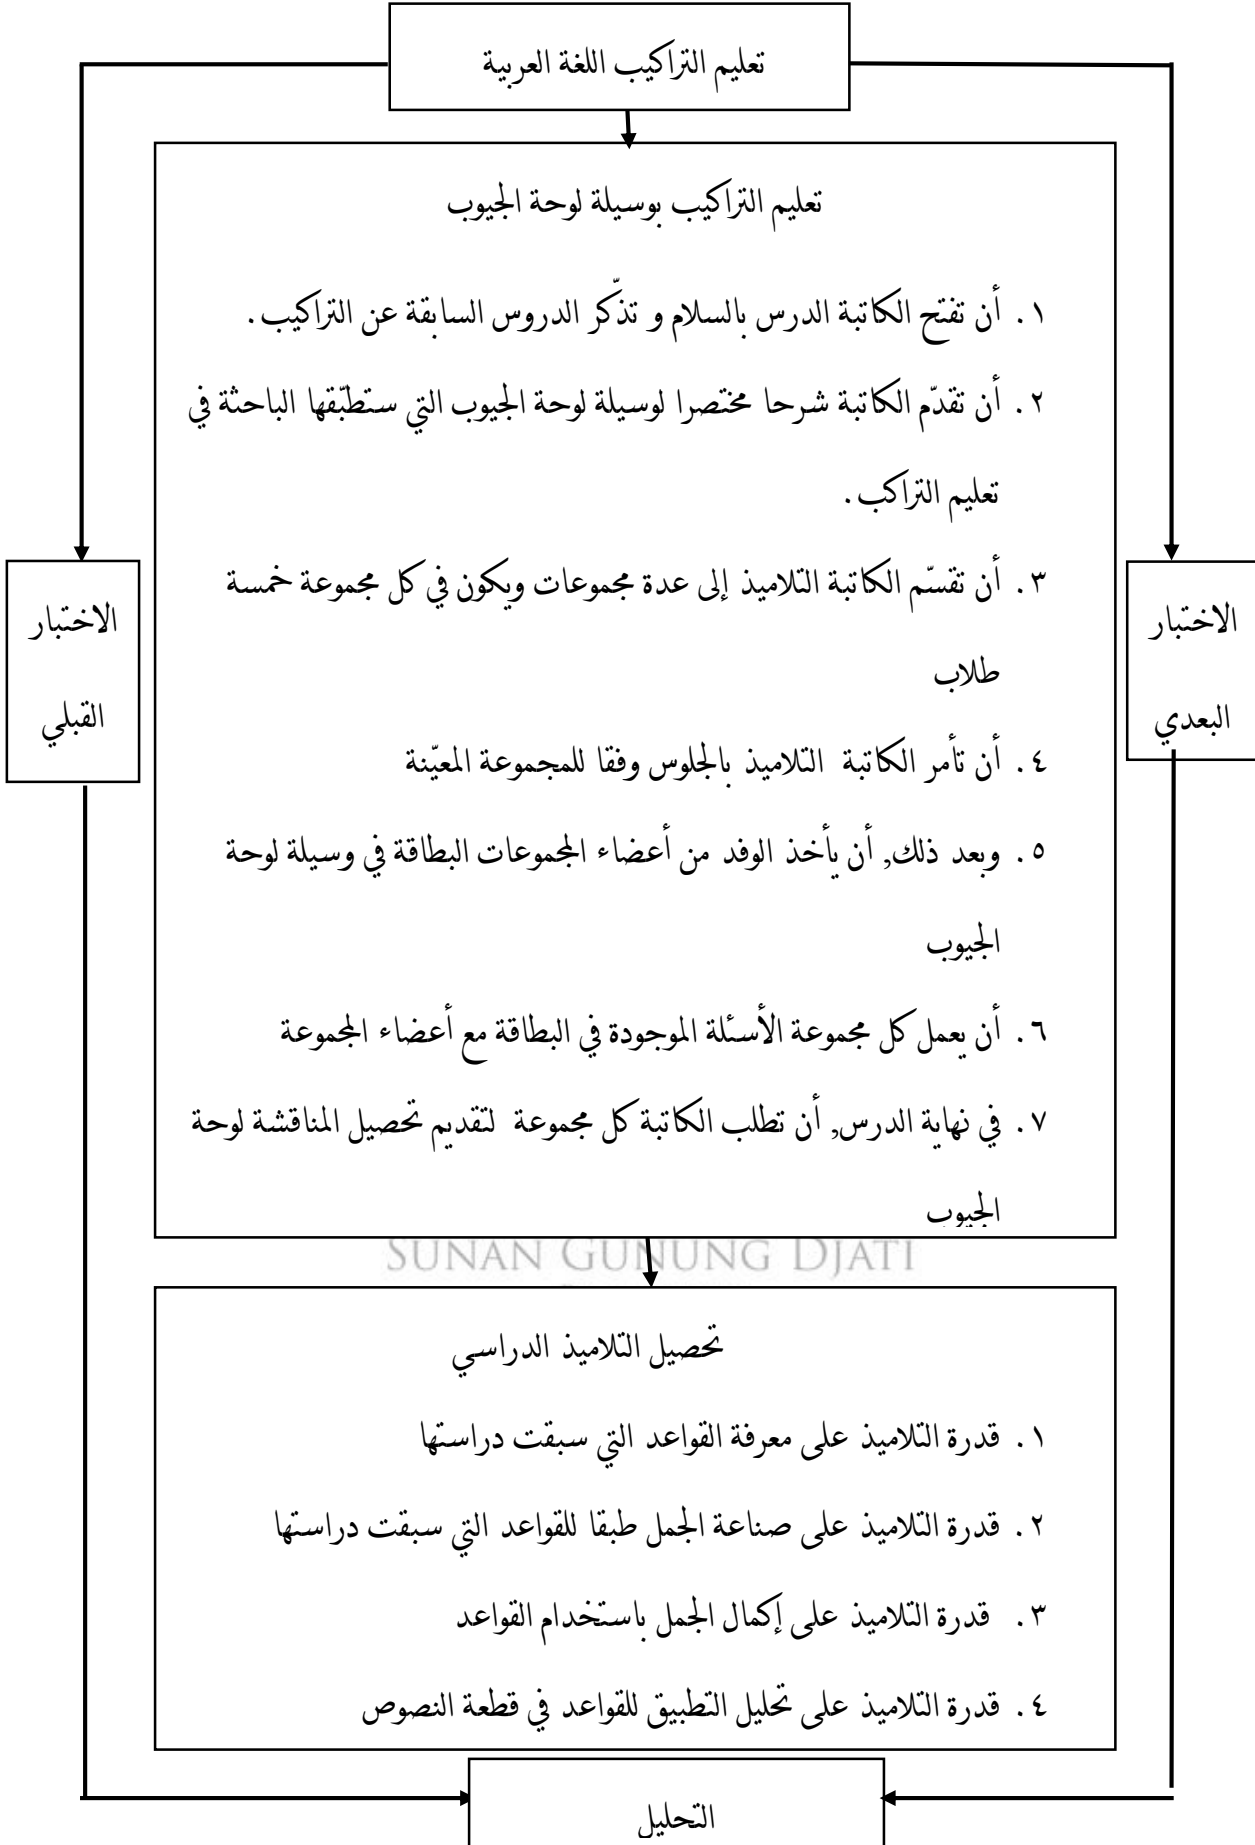 تعليم التراكيب اللغة العربية
تعليم التراكيب بوسيلة لوحة الجيوب
١. أن تفتح الكاتبة الدرس بالسلام و تذكّر الدروس السابقة عن التراكيب.
٢. أن تقدّم الكاتبة شرحا مختصرا لوسيلة لوحة الجيوب التي ستطبّقها الباحثة في
تعليم التراكب.
٣. أن تقسّم الكاتبة التلاميذ إلى عدة مجموعات ويكون في كل مجموعة خمسة
طلاب
٤. أن تأمر الكاتبة التلاميذ بالجلوس وفقا للمجموعة المعيّنة
٥. وبعد ذلك, أن يأخذ الوفد من أعضاء المجموعات البطاقة في وسيلة لوحة
الجيوب
٦. أن يعمل كل مجموعة الأسئلة الموجودة في البطاقة مع أعضاء المجموعة
٧. في نهاية الدرس, أن تطلب الكاتبة كل مجموعة لتقديم تحصيل المناقشة لوحة
الجيوب
الاختبار
البعدي
الاختبار
القبلي
SUNAN GUNUNG DJATI
تحصيل التلاميذ الدراسي
١. قدرة التلاميذ على معرفة القواعد التي سبقت دراستها
٢. قدرة التلاميذ على صناعة الجمل طبقا للقواعد التي سبقت دراستها
٣. قدرة التلاميذ على إكمال الجمل باستخدام القواعد
٤. قدرة التلاميذ على تحليل التطبيق للقواعد في قطعة النصوص
التحليل